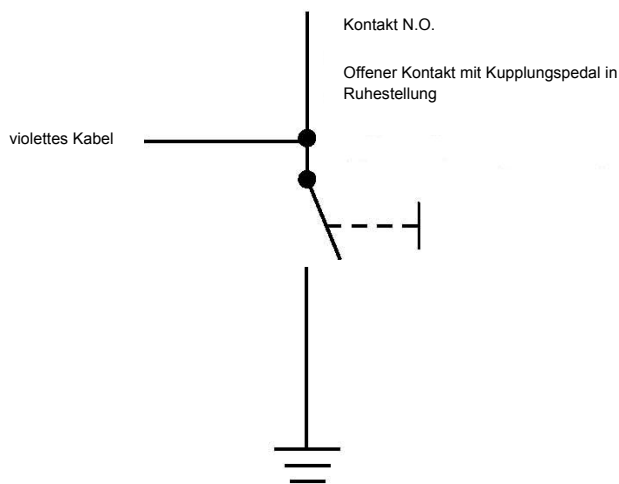 Kontakt N.O.
Offener Kontakt mit Kupplungspedal in
Ruhestellung
violettes Kabel